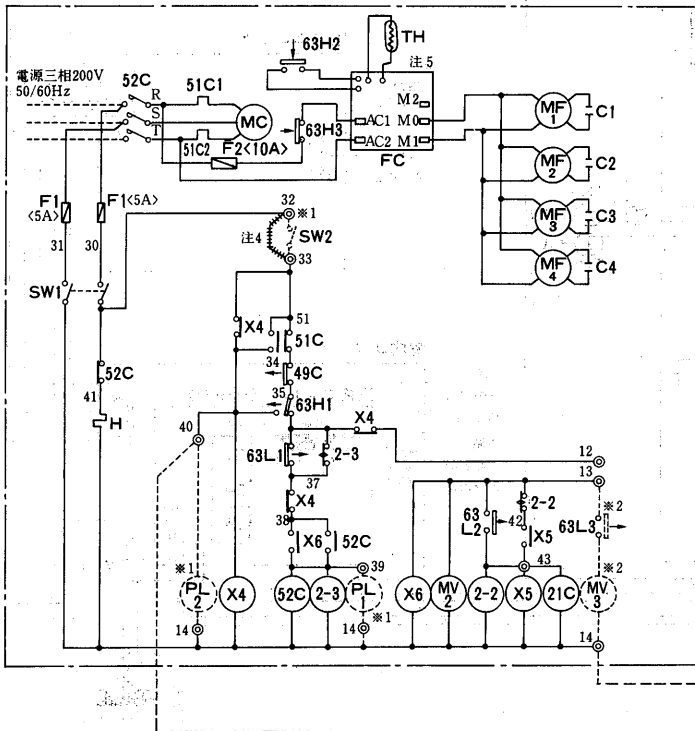 63H2
TH
注5
電源三相200V
50/60Hz
52C
R
S
T
51C1
MC
51C2
F2<10A>
63H3
AC1
AC2
M2
M0
M1
FC
MF
1
C1
MF
2
C2
MF
3
C3
MF
4
C4
F1
<5A>
F1<5A>
31
30
32
※1
注4
SW2
33
SW1
X4
51
51C
34
49C
35
63H1
52C
41
H
40
X4
12
13
63L1
2-3
37
X4
38
X6
52C
39
63
L2
42
2-2
X5
43
※2
63L3
※2
※1
PL
2
14
X4
52C
2-3
PL
1
※1
14
X6
MV
2
2-2
X5
21C
MV
3
14